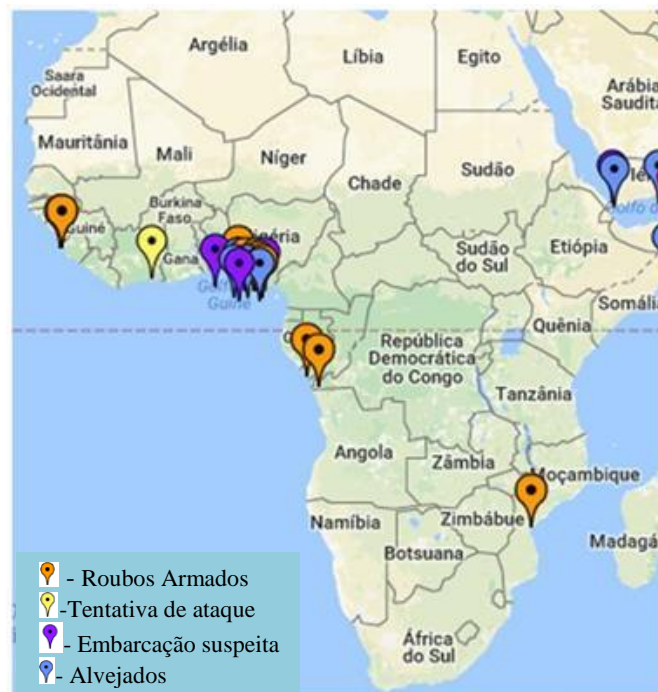 Argélia
Líbia
Egito
Saara
Ocidental
Arábia
Saudita
Mauritânia
Mali
Níger
Chade
Sudão
Burkina
Faso
Guiné
Gana
Etiópia
Sudão
do Sul
Guiné
Somália
Quênia
República
Democrática
do Congo
Tanzânia
Angola
Zâmbia
Moçambique
Namíbia
Zimbábue
Botsuana
Madagá
África
do Sul
- Roubos Armados
-Tentativa de ataque
- Embarcação suspeita
- Alvejados